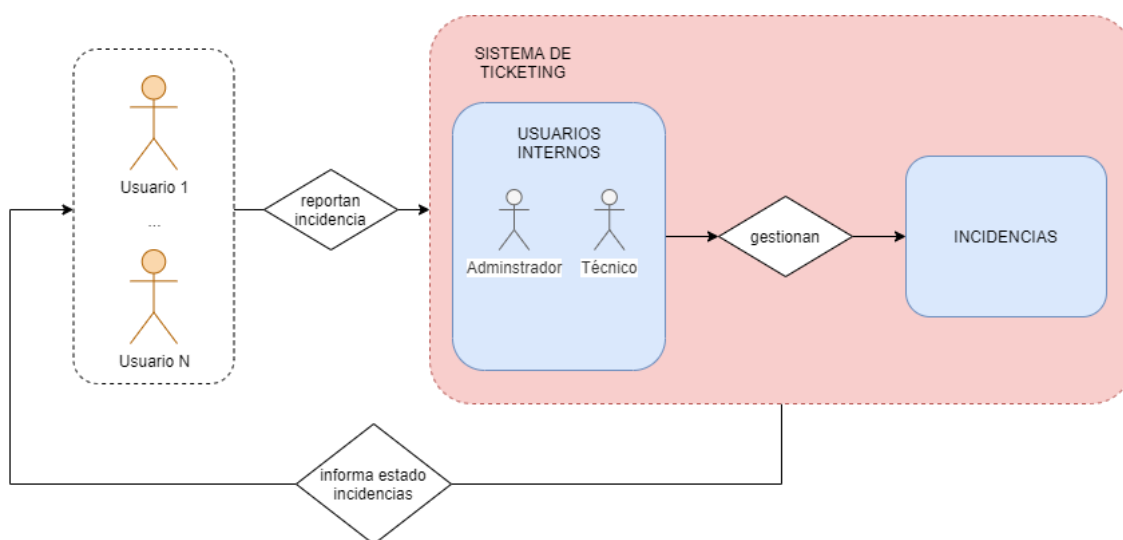 SISTEMA DE
TICKETING
USUARIOS
INTERNOS
Usuario 1
...
Usuario N
reportan
incidencia
Adminstrador
Técnico
gestionan
INCIDENCIAS
informa estado
incidencias